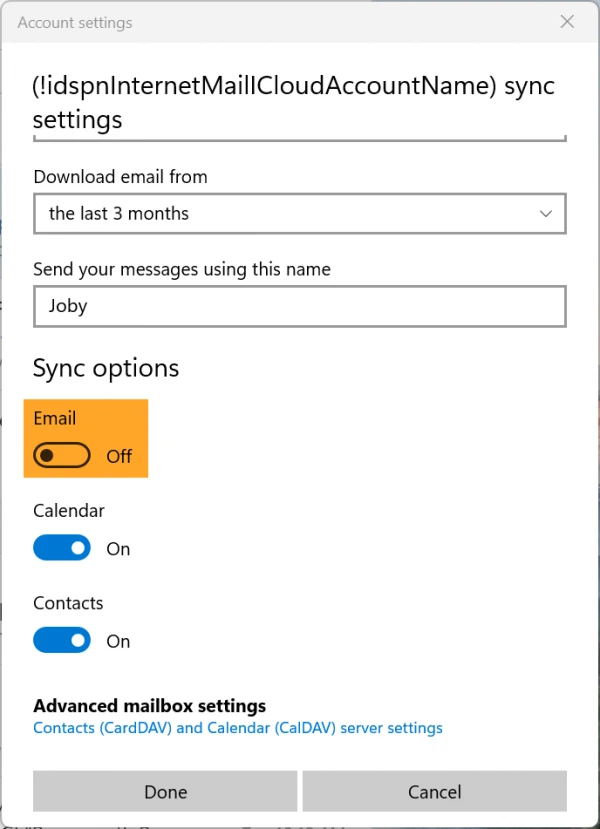 Account settings
(!idspnInternetMailICloudAccountName) sync
settings
Download email from
the last 3 months
Send your messages using this name
Joby
Sync options
Email
Off
Calendar
On
Contacts
On
Advanced mailbox settings
Contacts (CardDAV) and Calendar (CalDAV) server settings
Done Cancel